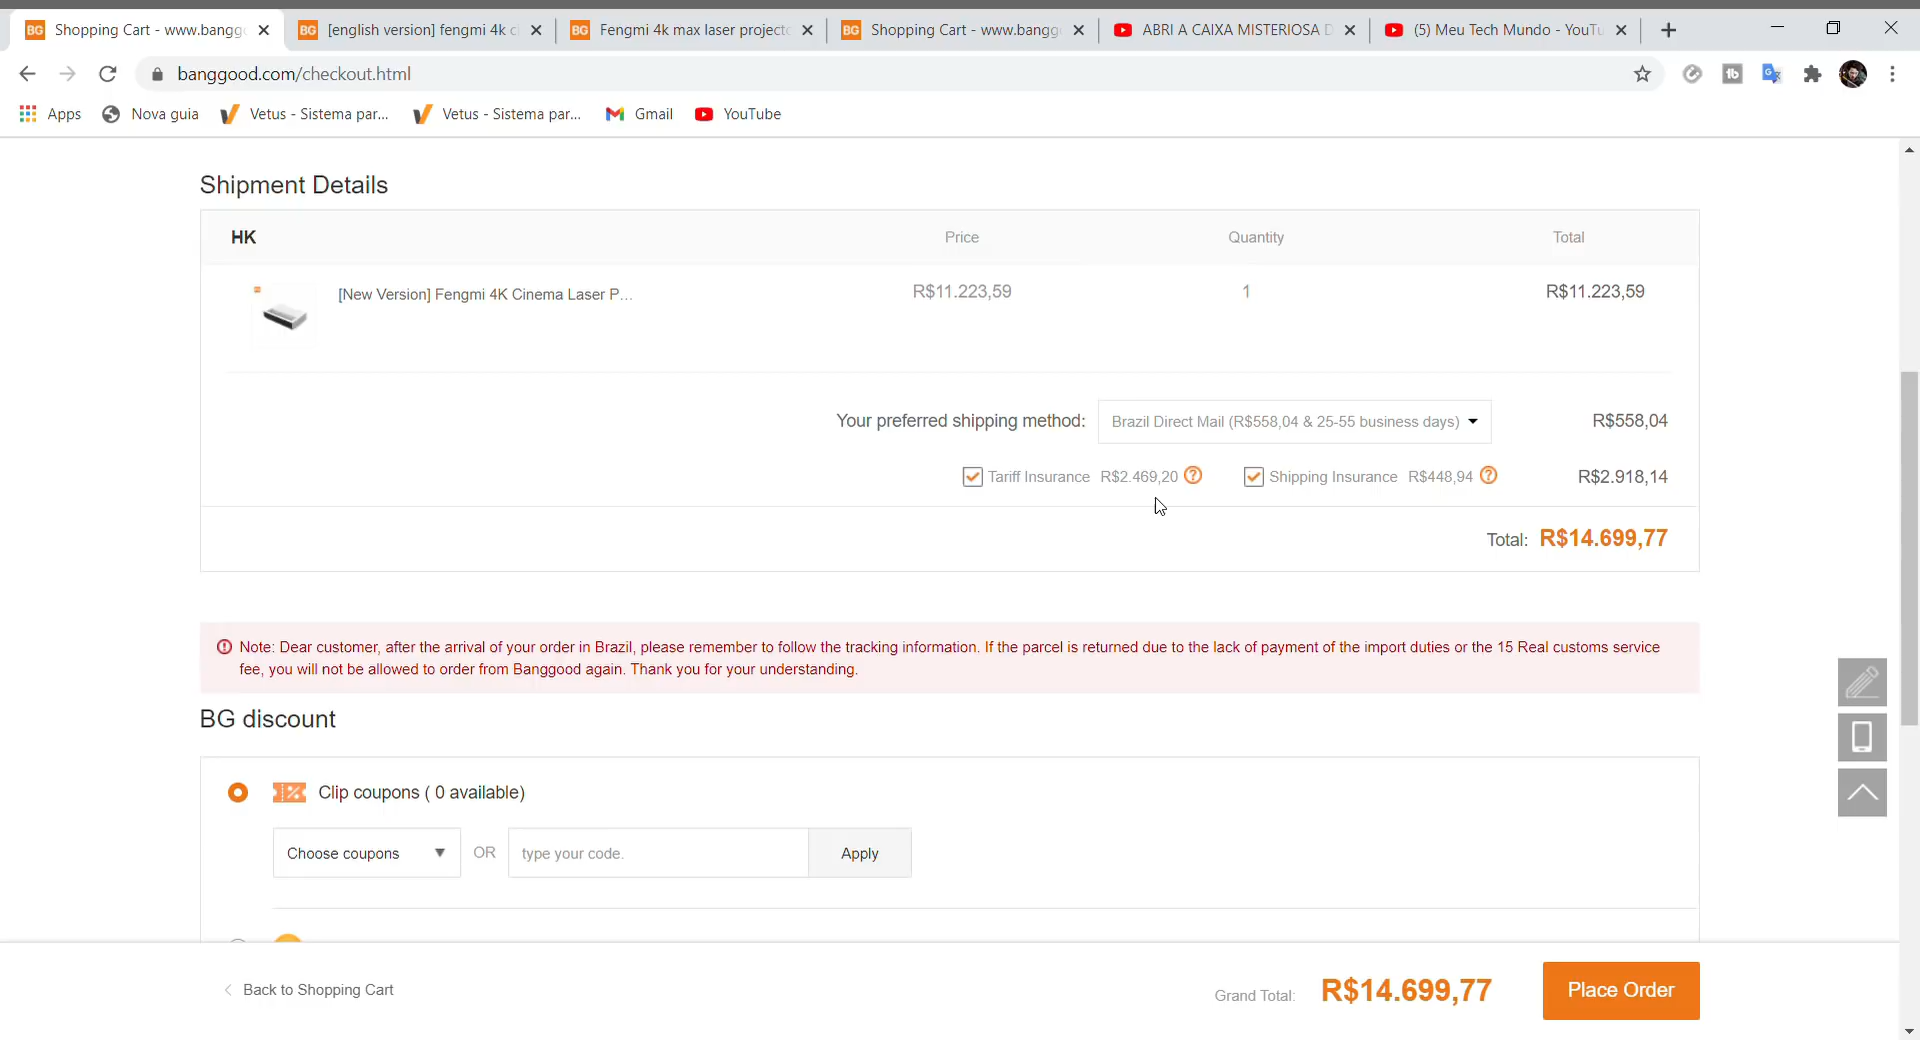 BG Shopping Cart - www.bangg
BG [english version] fengmi 4k ci
BG Fengmi 4k max laser projecto
BG Shopping Cart - www.bangg
ABRI A CAIXA MISTERIOSA D
(5) Meu Tech Mundo - YouTu
banggood.com/checkout.html
Apps
Nova guia
Vetus - Sistema par...
Vetus - Sistema par...
Gmail
YouTube
Shipment Details
HK Price Quantity Total
[New Version] Fengmi 4K Cinema Laser P... R$11.223,59 1 R$11.223,59
Your preferred shipping method: Brazil Direct Mail (R$558,04 & 25-55 business days) R$558,04
Tariff Insurance R$2.469,20 ? Shipping Insurance R$448,94 ? R$2.918,14
Total: R$14.699,77
Note: Dear customer, after the arrival of your order in Brazil, please remember to follow the tracking information. If the parcel is returned due to the lack of payment of the import duties or the 15 Real customs service
fee, you will not be allowed to order from Banggood again. Thank you for your understanding.
BG discount
Clip coupons ( 0 available)
Choose coupons OR type your code. Apply
Back to Shopping Cart Grand Total: R$14.699,77 Place Order